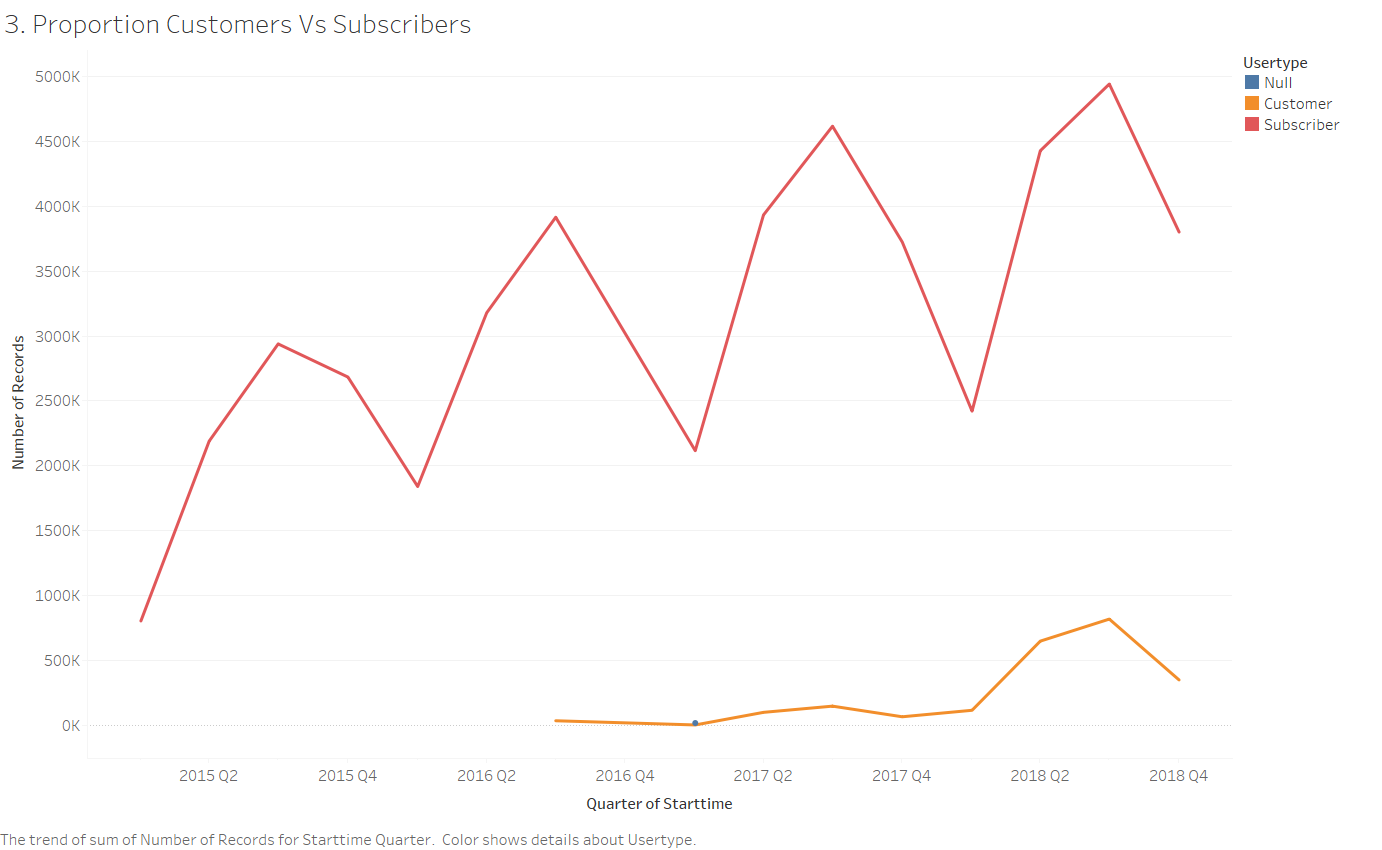 3. Proportion Customers Vs Subscribers
Usertype
Null
Customer
Subscriber
Number of Records
5000K
4500K
4000K
3500K
3000K
2500K
2000K
1500K
1000K
500K
0K
2015 Q2
2015 Q4
2016 Q2
2016 Q4
2017 Q2
2017 Q4
2018 Q2
2018 Q4
Quarter of Starttime
The trend of sum of Number of Records for Starttime Quarter.  Color shows details about Usertype.